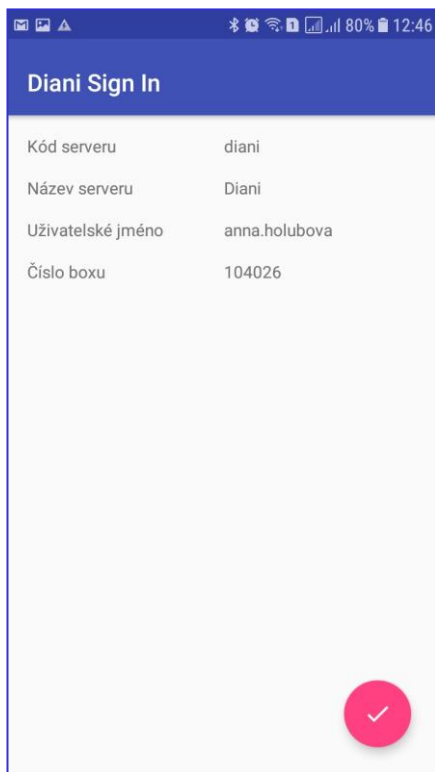 80% 12:46
Diani Sign In
Kód serveru diani
Název serveru Diani
Uživatelské jméno anna.holubova
Číslo boxu 104026